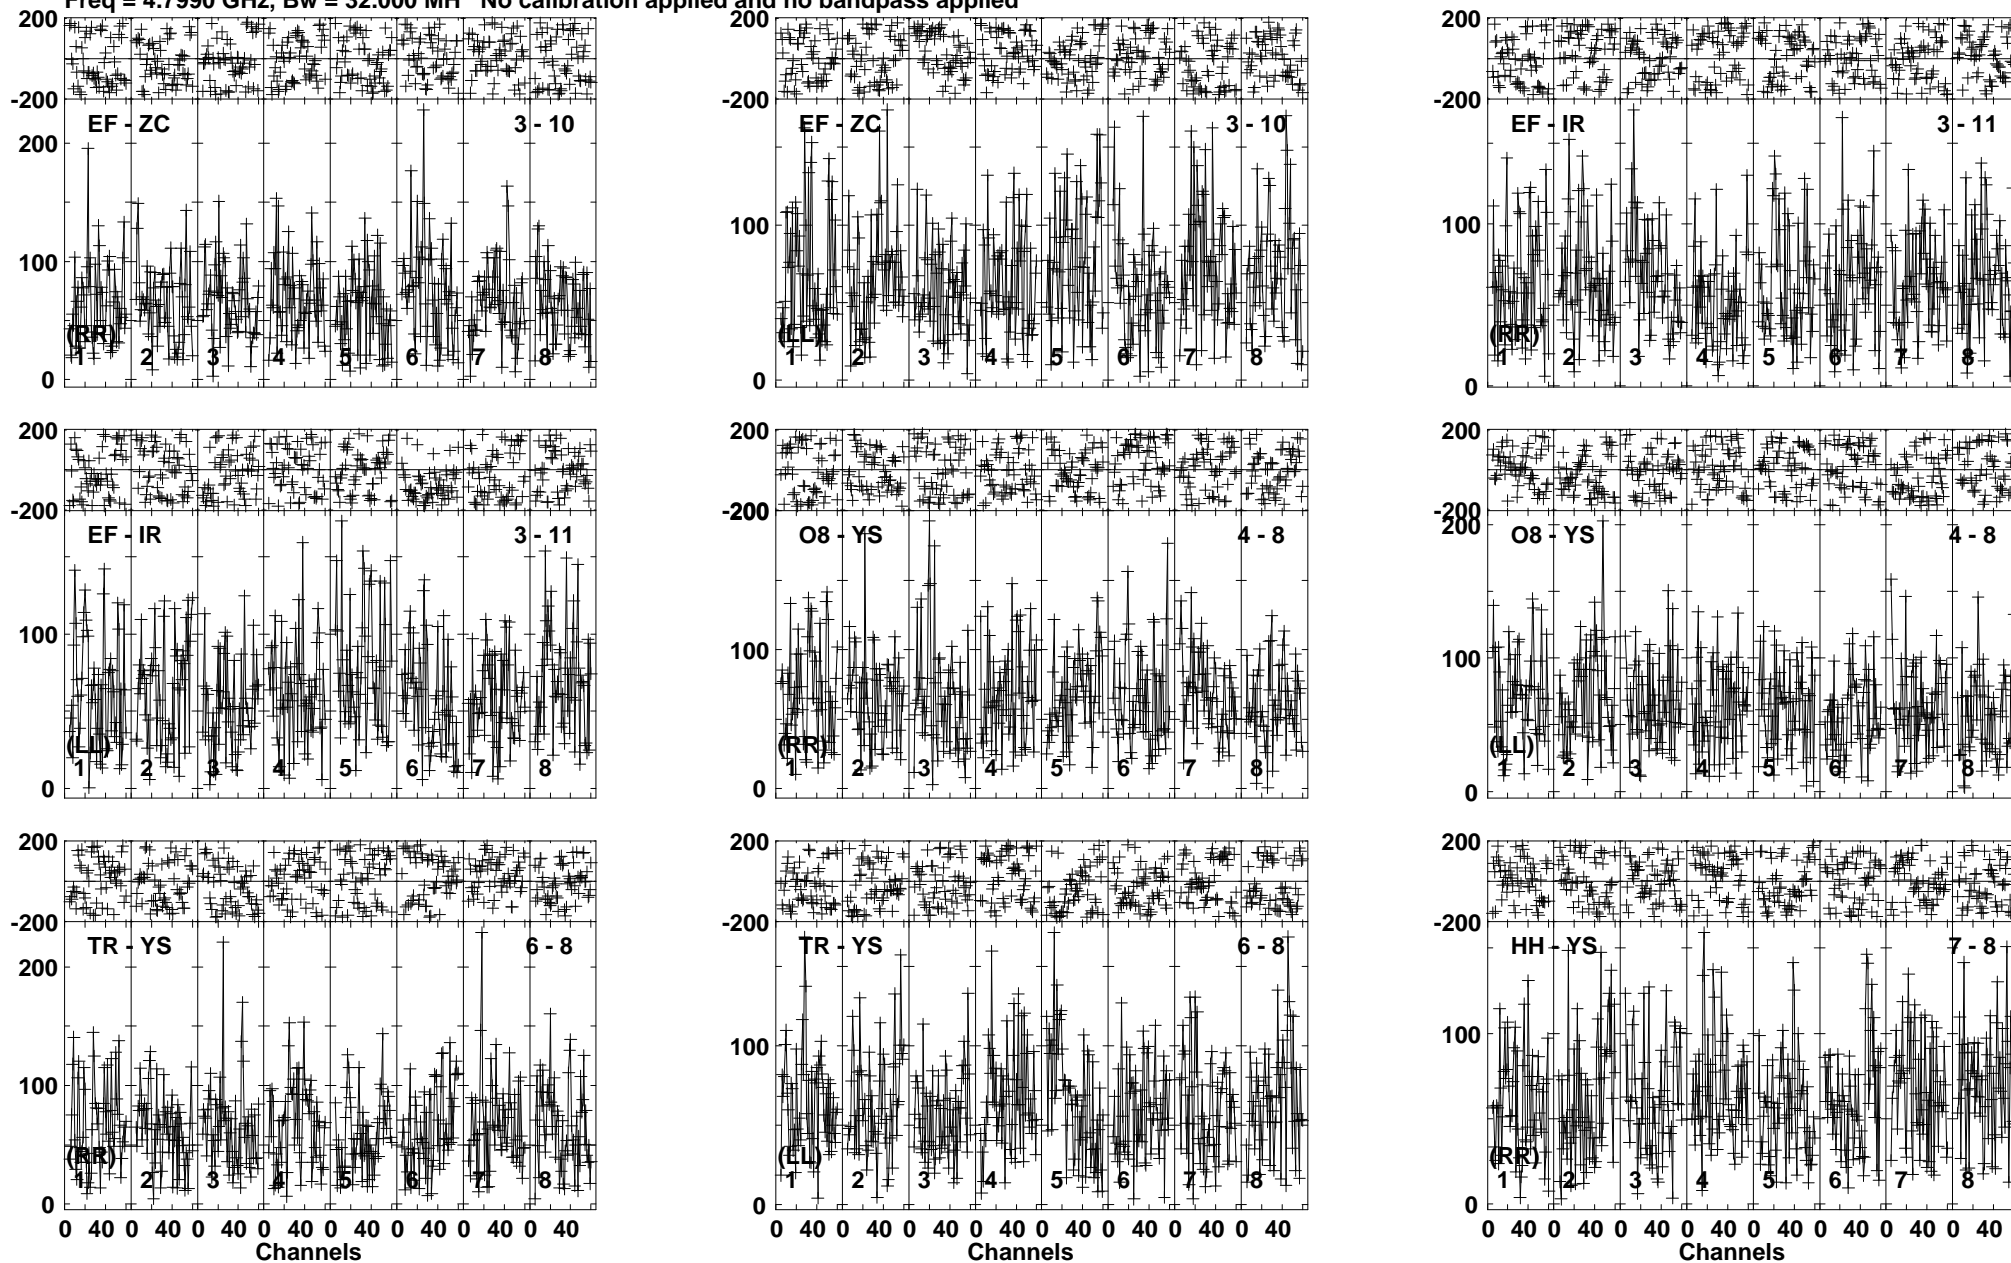 Freq = 4.7990 GHz, Bw = 32.000 MH No calibration applied and no bandpass applied
200 200 200
-200 -200 -200
EF - ZC 3 - 10 EF - ZC 3 - 10 EF - IR 3 - 11
200
100 100 100
(RR) (LL) (RR)
1 2 3 4 5 6 7 8 1 2 3 4 5 6 7 8 1 2 3 4 5 6 7 8
0 0 0
200 200 200
-200 -200 -200
200 200
EF - IR 3 - 11 O8 - YS 4 - 8 O8 - YS 4 - 8
100 100 100
(LL) (RR) (LL)
1 2 3 4 5 6 7 8 1 2 3 4 5 6 7 8 1 2 3 4 5 6 7 8
0 0 0
200 200 200
-200 -200 -200
TR - YS 6 - 8 TR - YS 6 - 8 HH - YS 7 - 8
200
100 100 100
(RR) (LL) (RR)
1 2 3 4 5 6 7 8 1 2 3 4 5 6 7 8 1 2 3 4 5 6 7 8
0 0 0
0 40 0 40 0 40 0 40 0 40 0 40 0 40 0 40 0 40 0 40 0 40 0 40 0 40 0 40 0 40 0 40 0 40 0 40 0 40 0 40 0 40 0 40 0 40 0 40
Channels Channels Channels